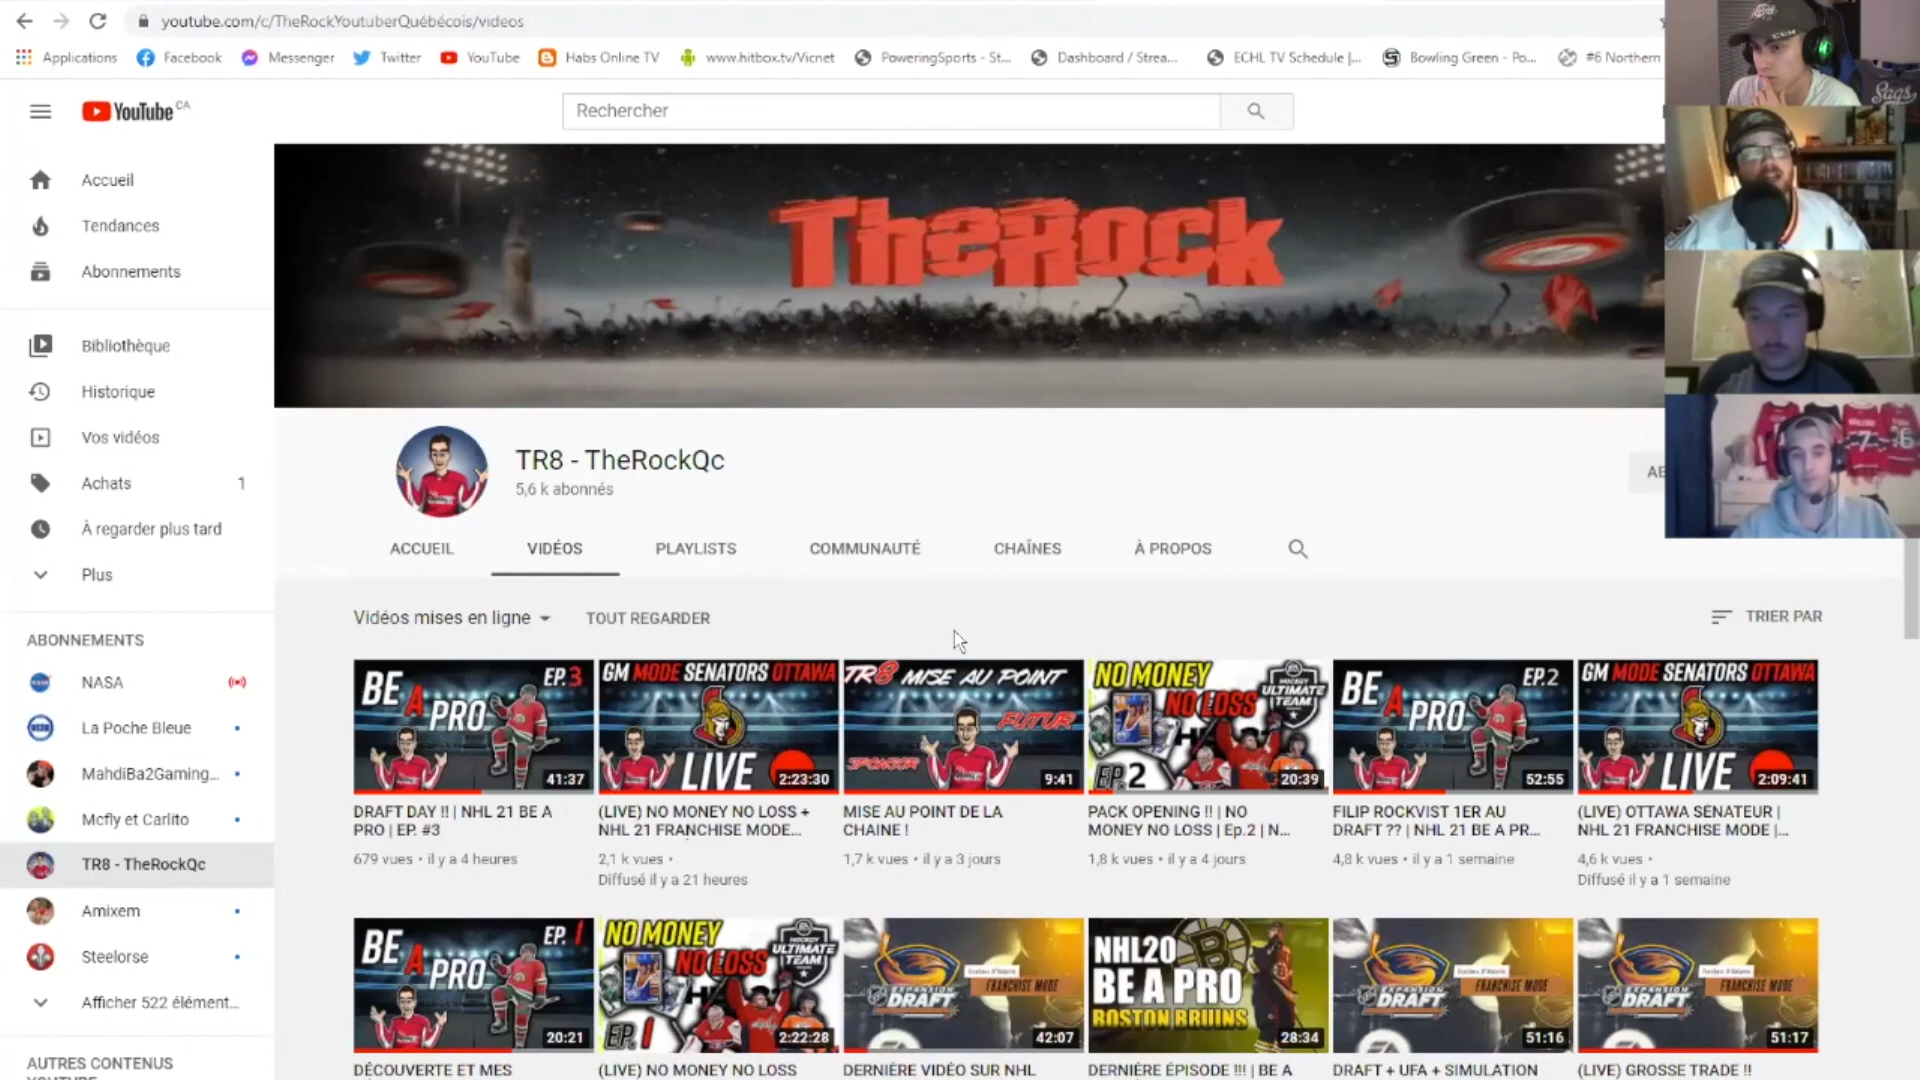 youtube.com/c/TheRockYoutuberQuébécois/videos
Applications Facebook Messenger Twitter YouTube Habs Online TV www.hitbox.tv/Vicnet PoweringSports - St... Dashboard / Strea... ECHL TV Schedule |... Bowling Green - Po... #6 Northern
YouTube CA
Rechercher
Sags
Accueil
Tendances
Abonnements
Bibliothèque
Historique
Vos vidéos
Achats 1
À regarder plus tard
Plus
ABONNEMENTS
NASA
La Poche Bleue
MahdiBa2Gaming...
Mcfly et Carlito
TR8 - TheRockQc
Amixem
Steelorse
Afficher 522 élément...
AUTRES CONTENUS
YOUTUBE
TheRock
TR8 - TheRockQc
5,6 k abonnés
AB
ACCUEIL VIDÉOS PLAYLISTS COMMUNAUTÉ CHAÎNES À PROPOS
Vidéos mises en ligne TOUT REGARDER TRIER PAR
BE A PRO EP.3 41:37
DRAFT DAY !! | NHL 21 BE A
PRO | EP. #3
679 vues • il y a 4 heures
GM MODE SENATORS OTTAWA
LIVE 2:23:30
(LIVE) NO MONEY NO LOSS +
NHL 21 FRANCHISE MODE...
2,1 k vues •
Diffusé il y a 21 heures
TR8 MISE AU POINT
FUTUR
SPONSOR
9:41
MISE AU POINT DE LA
CHAINE !
1,7 k vues • il y a 3 jours
NO MONEY
NO LOSS
HOCKEY
ULTIMATE
TEAM
EP.2 20:39
PACK OPENING !! | NO
MONEY NO LOSS | Ep.2 | N...
1,8 k vues • il y a 4 jours
BE A PRO EP.2 52:55
FILIP ROCKVIST 1ER AU
DRAFT ?? | NHL 21 BE A PR...
4,8 k vues • il y a 1 semaine
GM MODE SENATORS OTTAWA
LIVE 2:09:41
(LIVE) OTTAWA SÉNATEUR |
NHL 21 FRANCHISE MODE |...
4,6 k vues •
Diffusé il y a 1 semaine
BE A PRO EP.1 20:21
DÉCOUVERTE ET MES
NO MONEY
NO LOSS
HOCKEY
ULTIMATE
TEAM
EP.1 2:22:28
(LIVE) NO MONEY NO LOSS
EXPANSION
DRAFT
FRANCHISE MODE
42:07
DERNIÈRE VIDÉO SUR NHL
NHL20
BE A PRO
BOSTON BRUINS
28:34
DERNIÈRE ÉPISODE !!! | BE A
EXPANSION
DRAFT
FRANCHISE MODE
51:16
DRAFT + UFA + SIMULATION
EXPANSION
DRAFT
FRANCHISE MODE
51:17
(LIVE) GROSSE TRADE !!